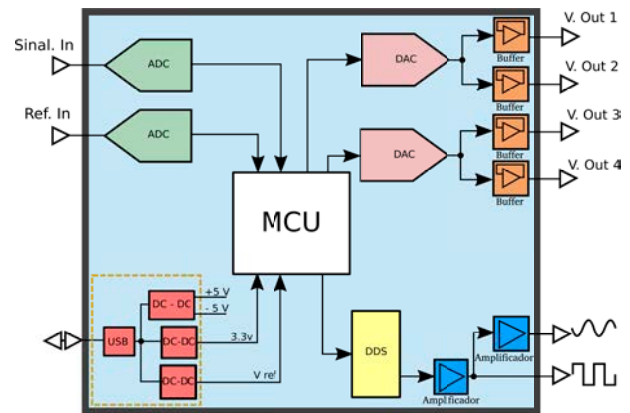 Sinal. In
ADC
Ref. In
ADC
DAC
DAC
Buffer
Buffer
Buffer
Buffer
V. Out 1
V. Out 2
V. Out 3
V. Out 4
MCU
USB
DC - DC
+5 V
- 5 V
DC-DC
3.3v
DC-DC
V ref
DDS
Amplificador
Amplificador